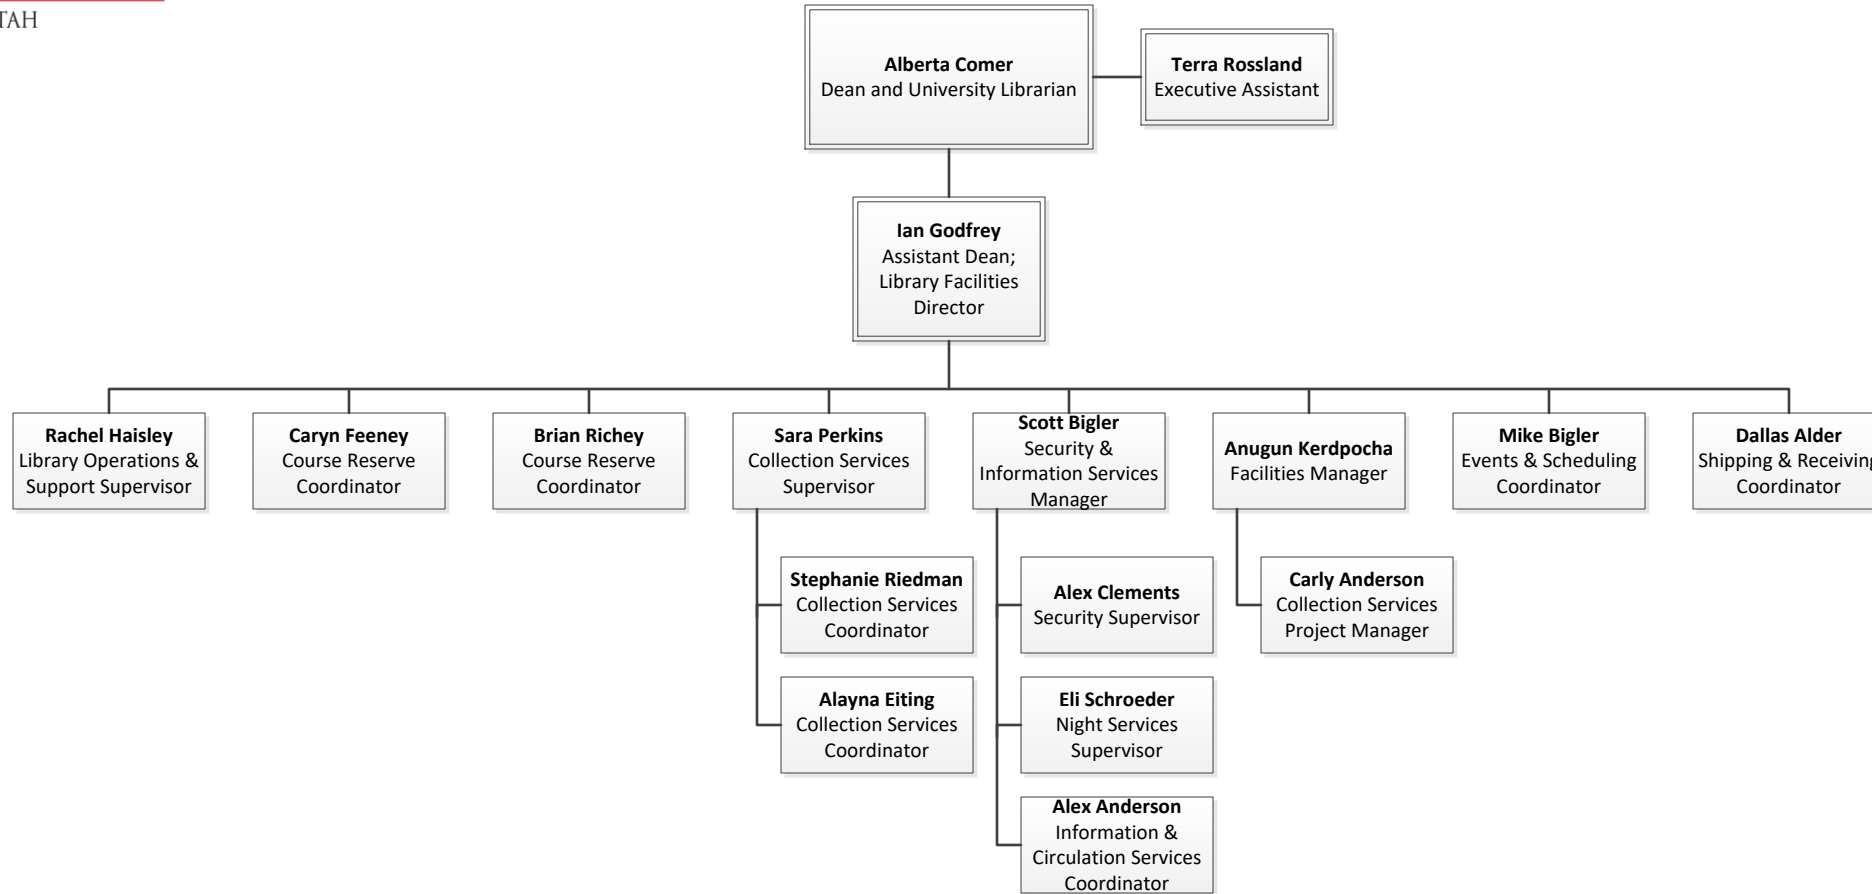 TAH
Alberta Comer
Dean and University Librarian
Terra Rossland
Executive Assistant
Ian Godfrey
Assistant Dean;
Library Facilities
Director
Rachel Haisley
Library Operations &
Support Supervisor
Caryn Feeney
Course Reserve
Coordinator
Brian Richey
Course Reserve
Coordinator
Sara Perkins
Collection Services
Supervisor
Scott Bigler
Security &
Information Services
Manager
Anugun Kerdpocha
Facilities Manager
Mike Bigler
Events & Scheduling
Coordinator
Dallas Alder
Shipping & Receiving
Coordinator
Stephanie Riedman
Collection Services
Coordinator
Alayna Eiting
Collection Services
Coordinator
Alex Clements
Security Supervisor
Eli Schroeder
Night Services
Supervisor
Alex Anderson
Information &
Circulation Services
Coordinator
Carly Anderson
Collection Services
Project Manager